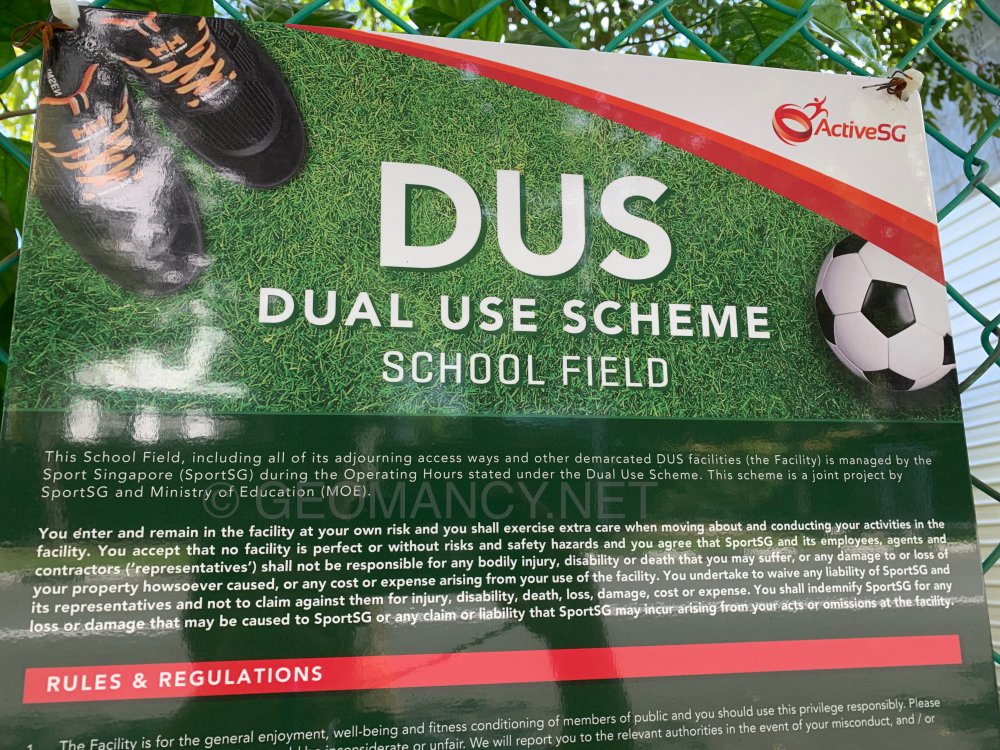 ActiveSG
DUS
DUAL USE SCHEME
SCHOOL FIELD
This School Field, including all of its adjourning access ways and other demarcated DUS facilities (the Facility) is managed by the
Sport Singapore (SportSG) during the Operating Hours stated under the Dual Use Scheme. This scheme is a joint project by
SportSG and Ministry of Education (MOE).
© GEOMANCY.NET
You enter and remain in the facility at your own risk and you shall exercise extra care when moving about and conducting your activities in the
facility. You accept that no facility is perfect or without risks and safety hazards and you agree that SportSG and its employees, agents and
contractors ('representatives') shall not be responsible for any bodily injury, disability or death that you may suffer, or any damage to or loss of
your property howsoever caused, or any cost or expense arising from your use of the facility. You undertake to waive any liability of SportSG and
its representatives and not to claim against them for injury, disability, death, loss, damage, cost or expense. You shall indemnify SportSG for any
loss or damage that may be caused to SportSG or any claim or liability that SportSG may incur arising from your acts or omissions at the facility.
RULES & REGULATIONS
1. The Facility is for the general enjoyment, well-being and fitness conditioning of members of public and you should use this privilege responsibly. Please
inconsiderate or unfair. We will report you to the relevant authorities in the event of your misconduct, and / or